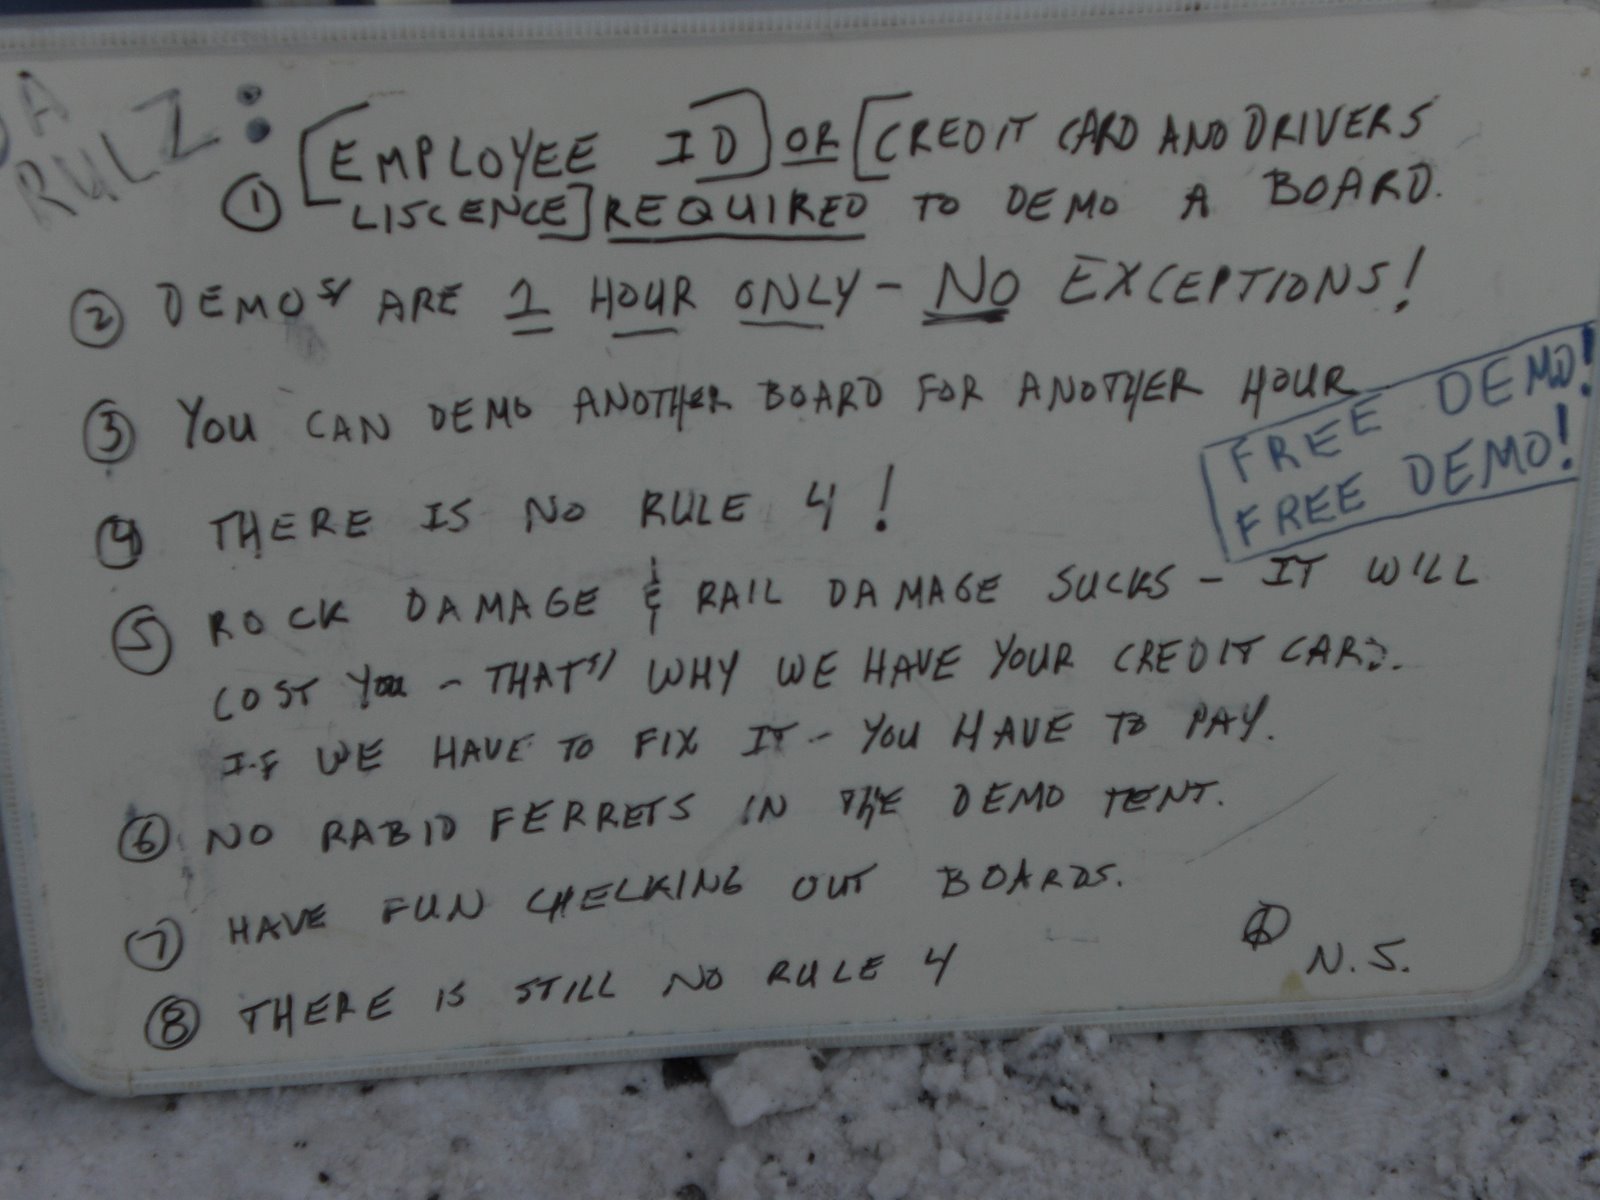 DA
RULZ:
① [EMPLOYEE ID] OR [CREDIT CARD AND DRIVERS
LISCENCE] REQUIRED TO DEMO A BOARD.
② DEMO'S ARE 1 HOUR ONLY - NO EXCEPTIONS!
③ YOU CAN DEMO ANOTHER BOARD FOR ANOTHER HOUR
FREE DEMO!
FREE DEMO!
④ THERE IS NO RULE 4!
⑤ ROCK DAMAGE & RAIL DAMAGE SUCKS - IT WILL
COST YOU - THAT'S WHY WE HAVE YOUR CREDIT CARD.
IF WE HAVE TO FIX IT - YOU HAVE TO PAY.
⑥ NO RABID FERRETS IN THE DEMO TENT.
⑦ HAVE FUN CHECKING OUT BOARDS.
⑧ THERE IS STILL NO RULE 4
N.S.